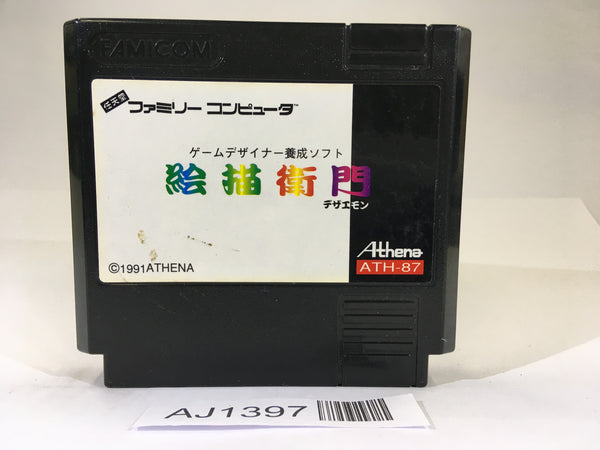 FAMICOM
任天堂 ファミリー コンピュータ™
ゲームデザイナー養成ソフト
絵描衛門
デザエモン
Athena
ATH-87
©1991ATHENA
AJ1397